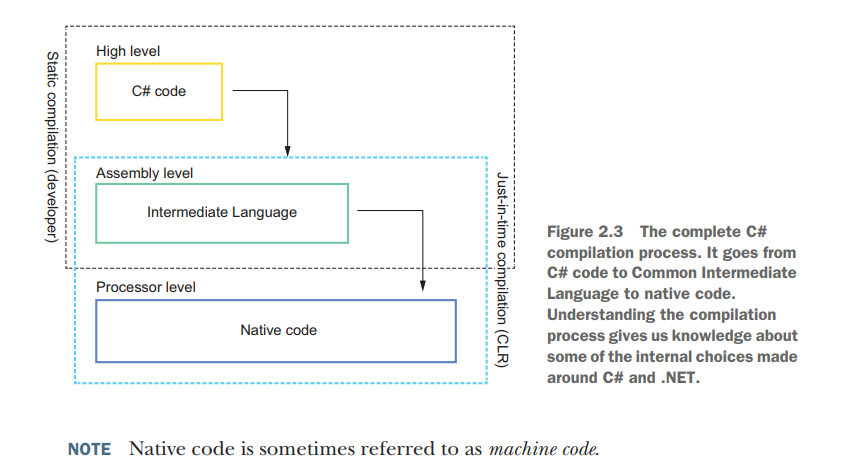 High level
C# code
Static compilation (developer)
Assembly level
Intermediate Language
Just-in-time compilation (CLR)
Processor level
Native code
Figure 2.3 The complete C#
compilation process. It goes from
C# code to Common Intermediate
Language to native code.
Understanding the compilation
process gives us knowledge about
some of the internal choices made
around C# and .NET.
NOTE Native code is sometimes referred to as machine code.